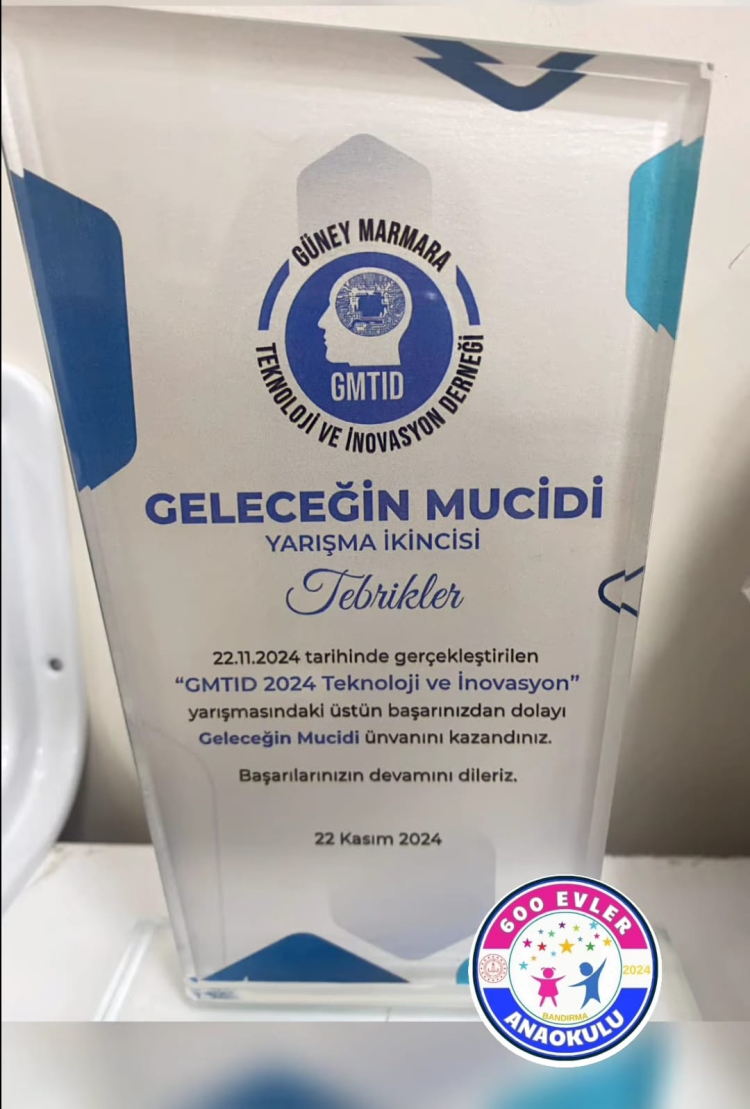 GÜNEY MARMARA
TEKNOLOJİ VE İNOVASYON DERNEĞİ
GMTID
GELECEĞİN MUCİDİ
YARIŞMA İKİNCİSİ
Tebrikler
22.11.2024 tarihinde gerçekleştirilen
“GMTID 2024 Teknoloji ve İnovasyon”
yarışmasındaki üstün başarınızdan dolayı
Geleceğin Mucidi ünvanını kazandınız.
Başarılarınızın devamını dileriz.
22 Kasım 2024
600 EVLER
2024
BANDIRMA
ANAOKULU